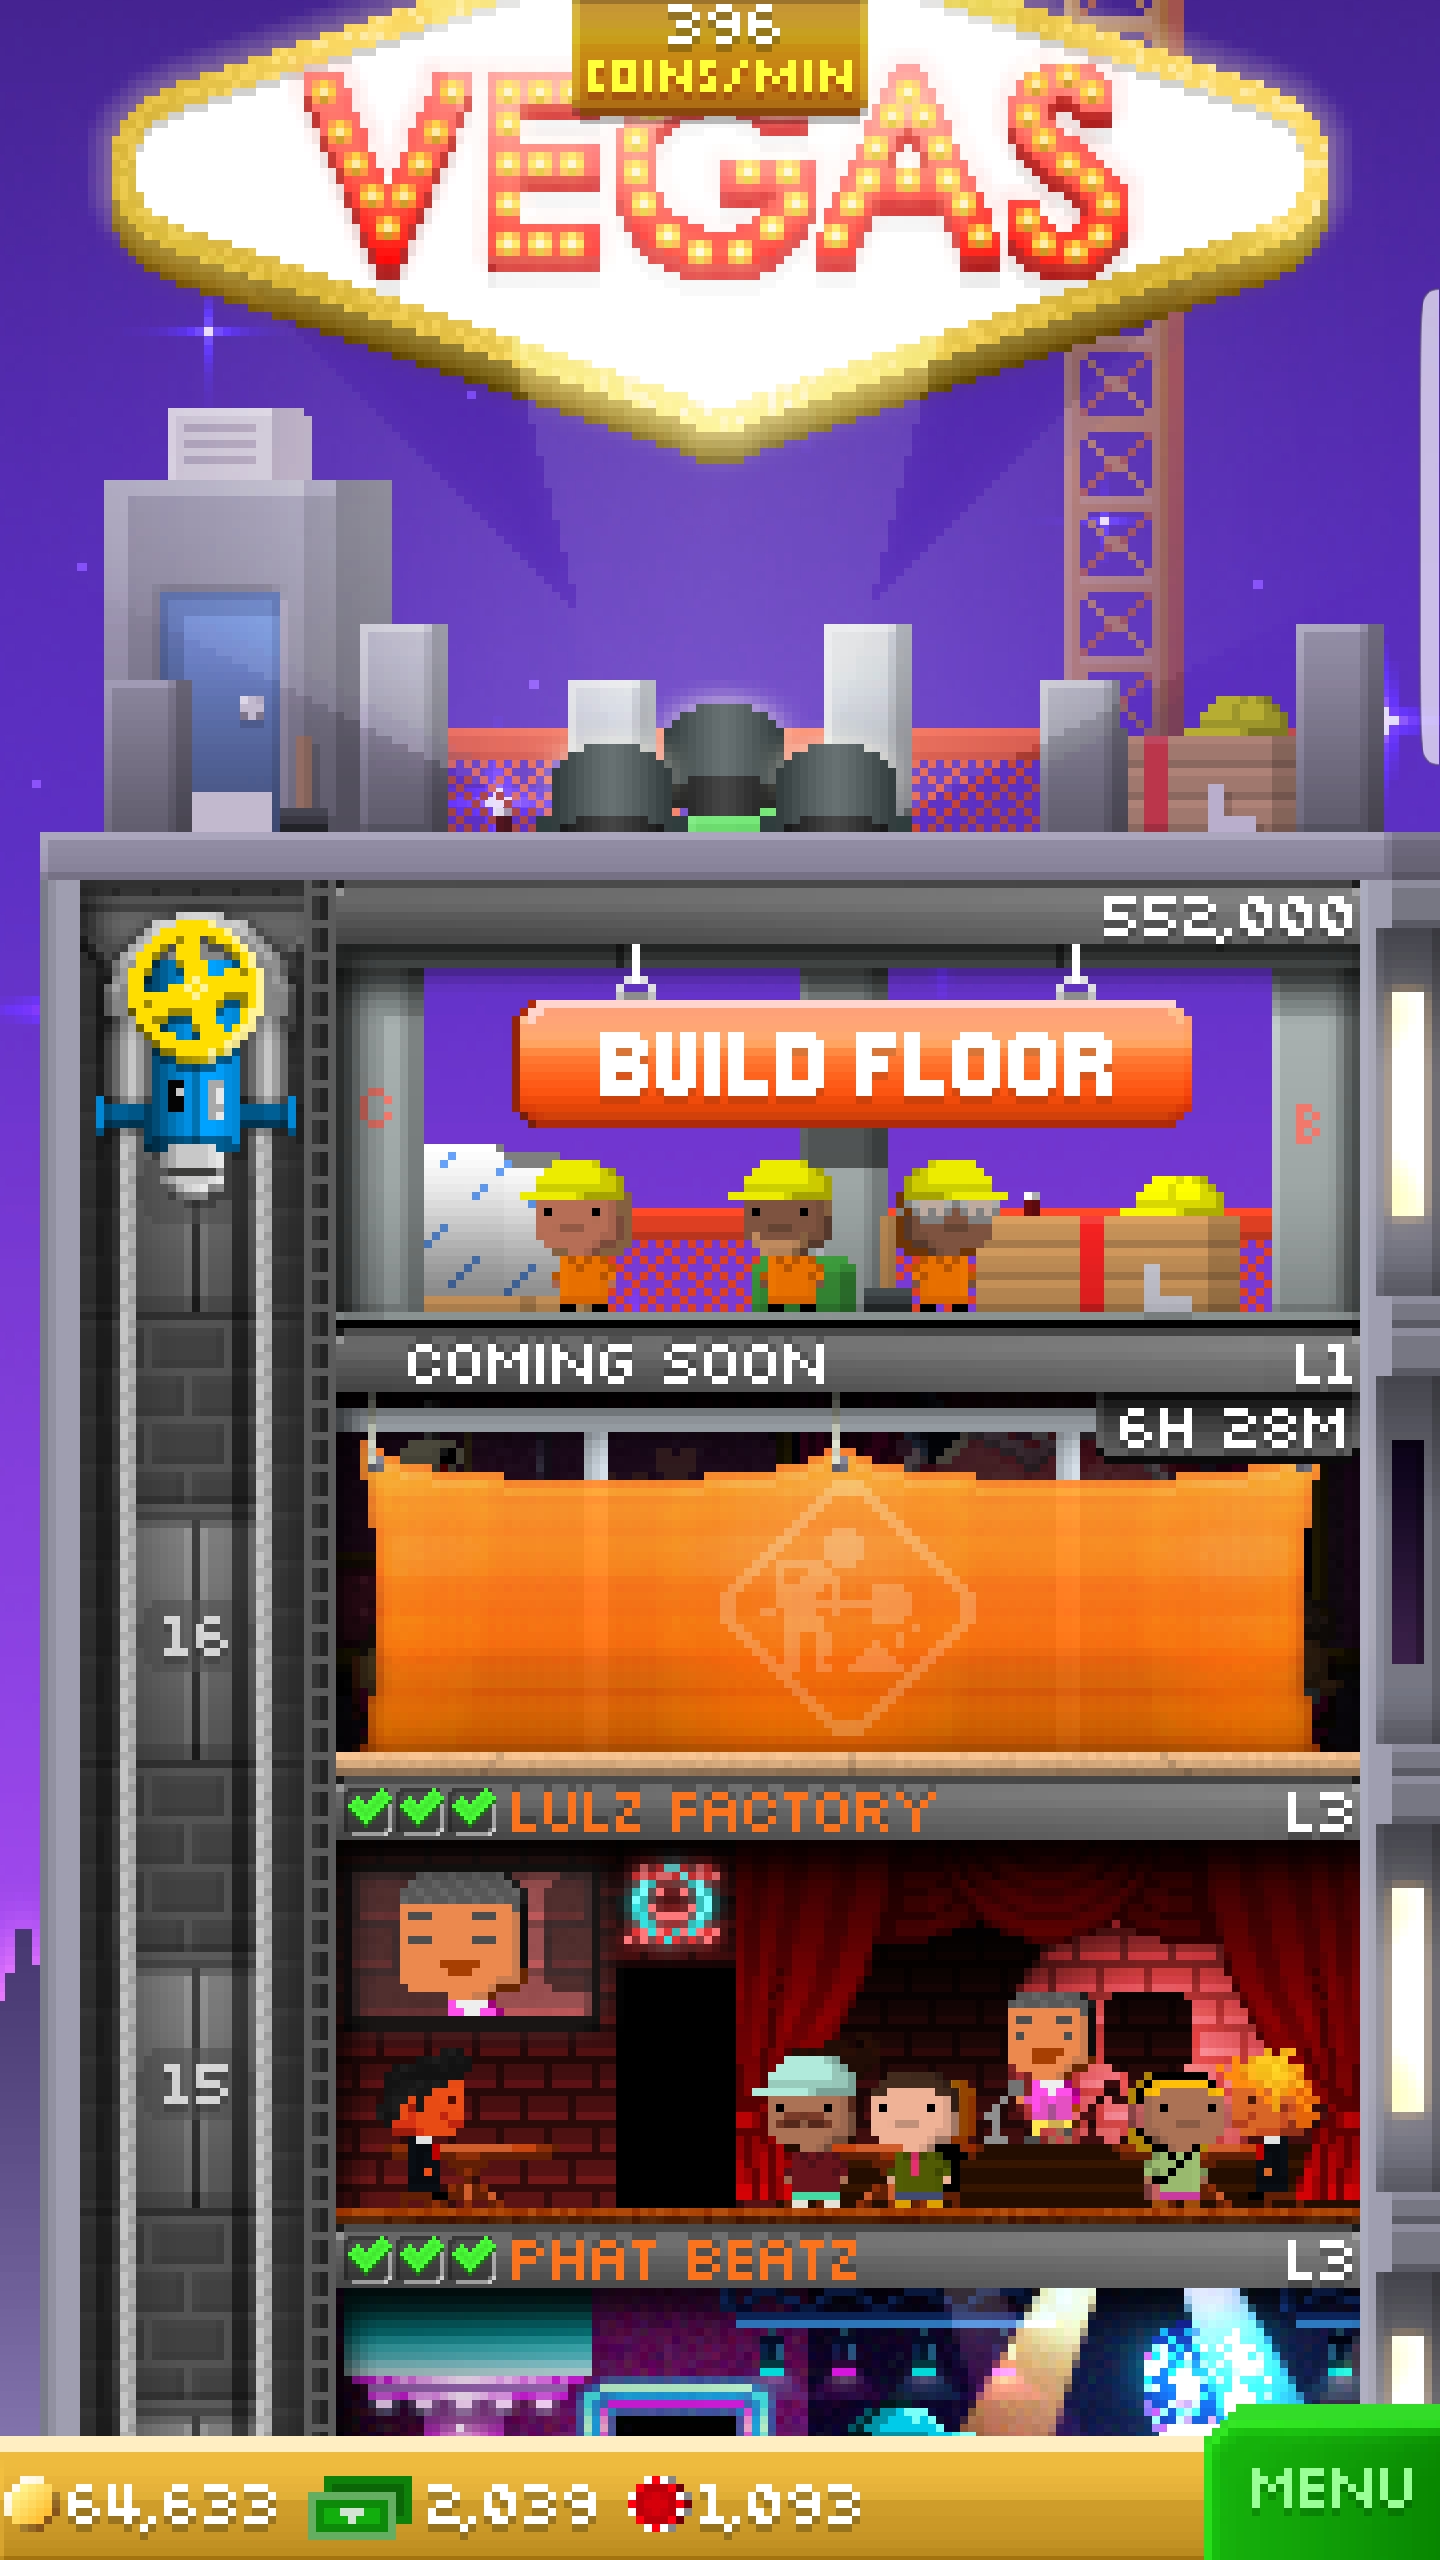 396
COINS/MIN
VEGAS
552,000
BUILD FLOOR
C
B
COMING SOON L1
6H 28M
16
LULZ FACTORY L3
15
PHAT BEATZ L3
64,633 2,039 1,093
MENU